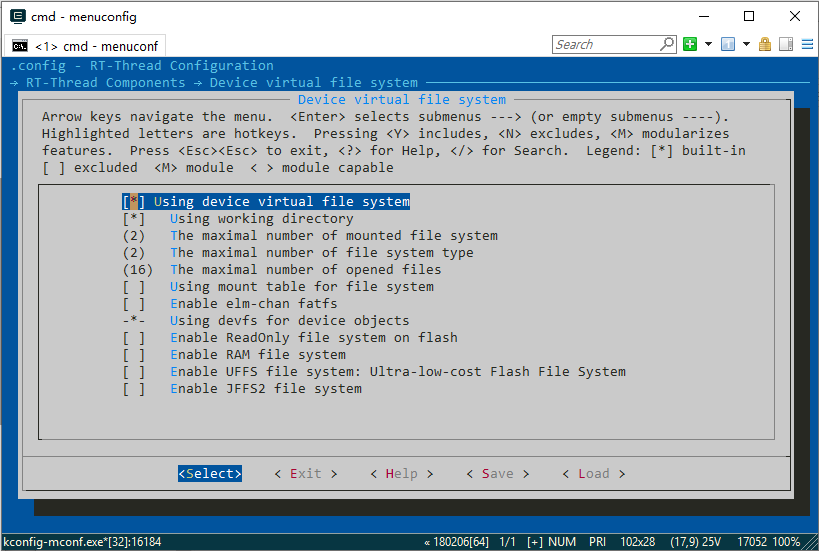 cmd - menuconfig
<1> cmd - menuconf
Search
.config - RT-Thread Configuration
→ RT-Thread Components → Device virtual file system
Device virtual file system
Arrow keys navigate the menu.  <Enter> selects submenus ---> (or empty submenus ----).
Highlighted letters are hotkeys.  Pressing <Y> includes, <N> excludes, <M> modularizes
features.  Press <Esc><Esc> to exit, <?> for Help, </> for Search.  Legend: [*] built-in
[ ] excluded  <M> module  < > module capable
[*] Using device virtual file system
[*]   Using working directory
(2)   The maximal number of mounted file system
(2)   The maximal number of file system type
(16)  The maximal number of opened files
[ ]   Using mount table for file system
[ ]   Enable elm-chan fatfs
-*-   Using devfs for device objects
[ ]   Enable ReadOnly file system on flash
[ ]   Enable RAM file system
[ ]   Enable UFFS file system: Ultra-low-cost Flash File System
[ ]   Enable JFFS2 file system
<Select>    < Exit >    < Help >    < Save >    < Load >
kconfig-mconf.exe*[32]:16184 « 180206[64] 1/1 [+] NUM PRI 102x28 (17,9) 25V 17052 100%